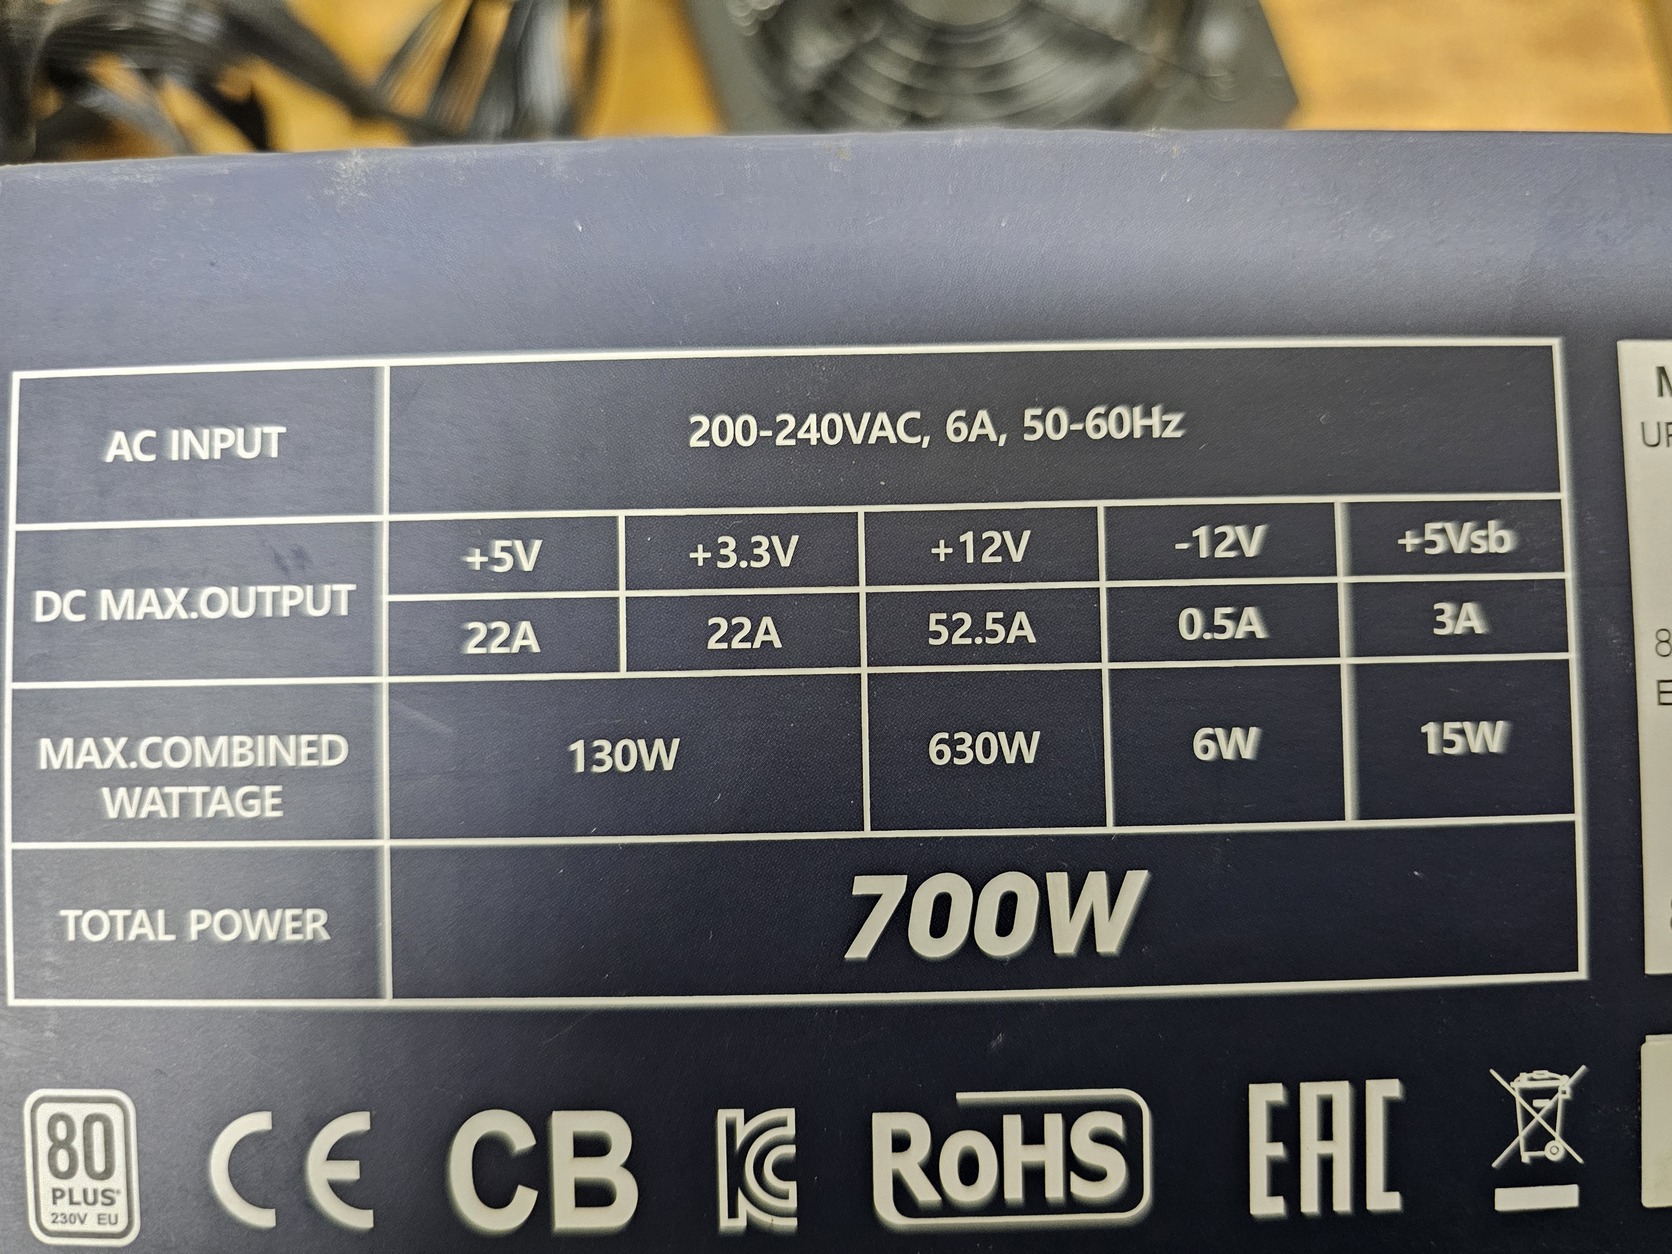 AC INPUT 200-240VAC, 6A, 50-60Hz
DC MAX.OUTPUT
+5V +3.3V +12V -12V +5Vsb
22A 22A 52.5A 0.5A 3A
MAX.COMBINED
WATTAGE
130W 630W 6W 15W
TOTAL POWER 700W
80
PLUS
230V EU
CE CB KC RoHS EAC